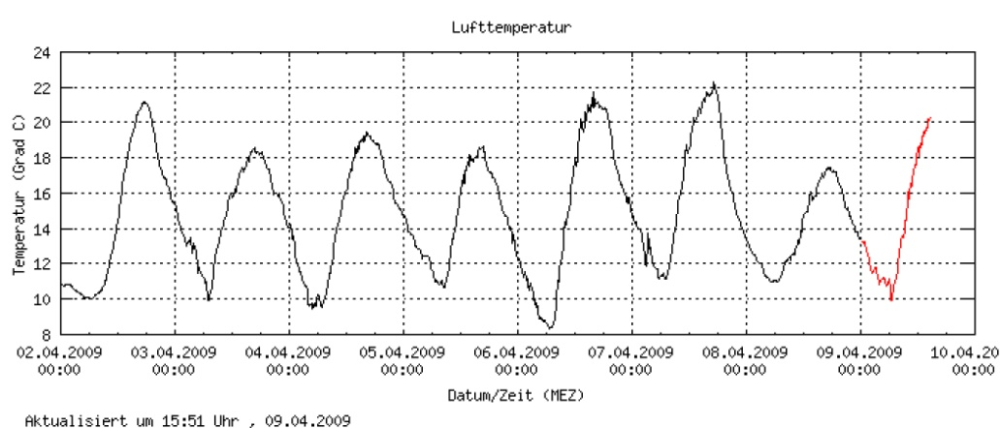 Lufttemperatur
Temperatur (Grad C)
24
22
20
18
16
14
12
10
8
02.04.2009 03.04.2009 04.04.2009 05.04.2009 06.04.2009 07.04.2009 08.04.2009 09.04.2009 10.04.20
00:00 00:00 00:00 00:00 00:00 00:00 00:00 00:00 00:00
Datum/Zeit (MEZ)
Aktualisiert um 15:51 Uhr , 09.04.2009